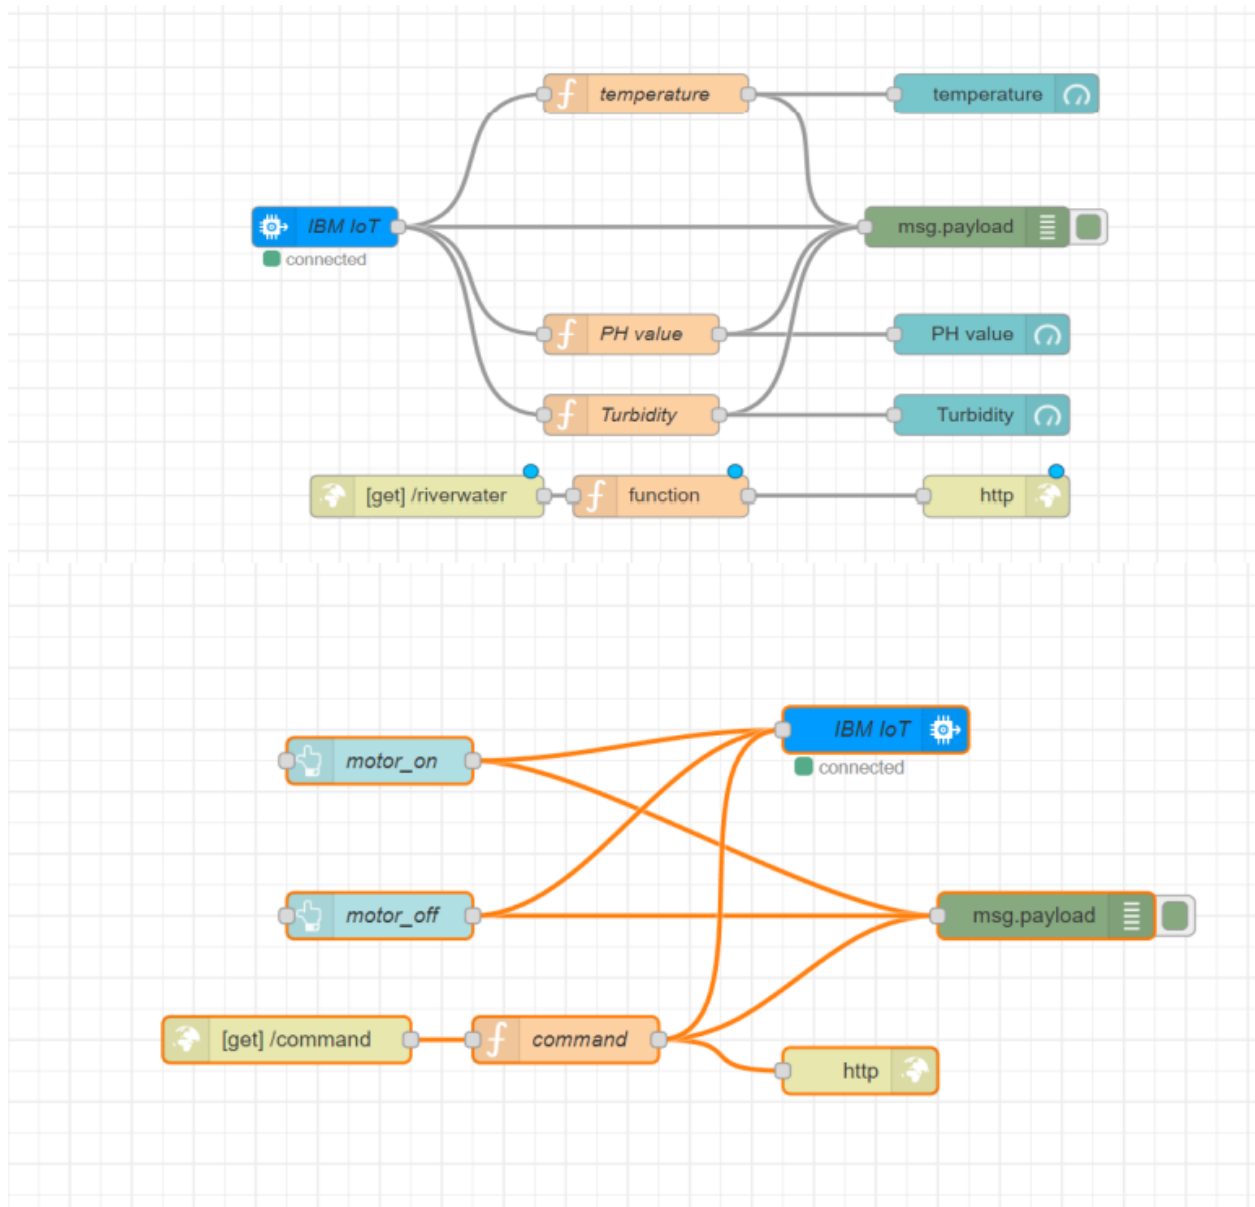 temperature
temperature
IBM IoT
msg.payload
connected
PH value
PH value
Turbidity
Turbidity
[get] /riverwater
function
http
IBM IoT
motor_on
connected
motor_off
msg.payload
[get] /command
command
http